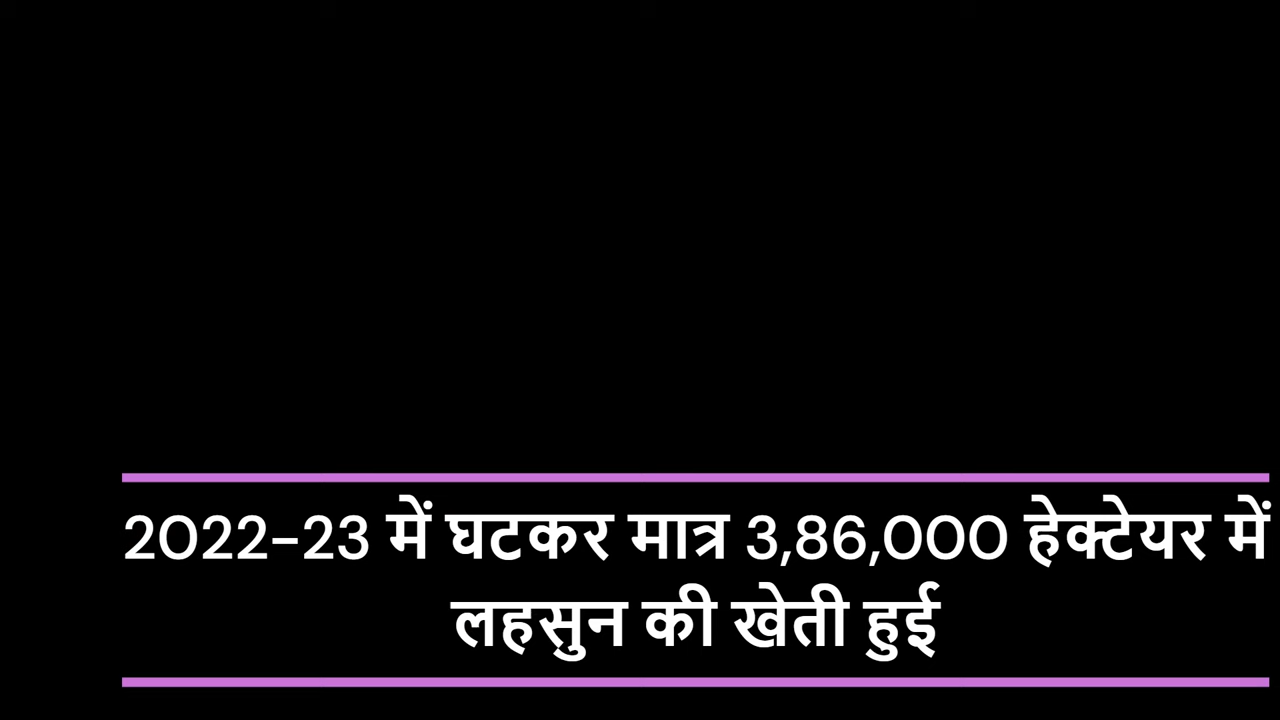 2022-23 में घटकर मात्र 3,86,000 हेक्टेयर में
लहसुन की खेती हुई